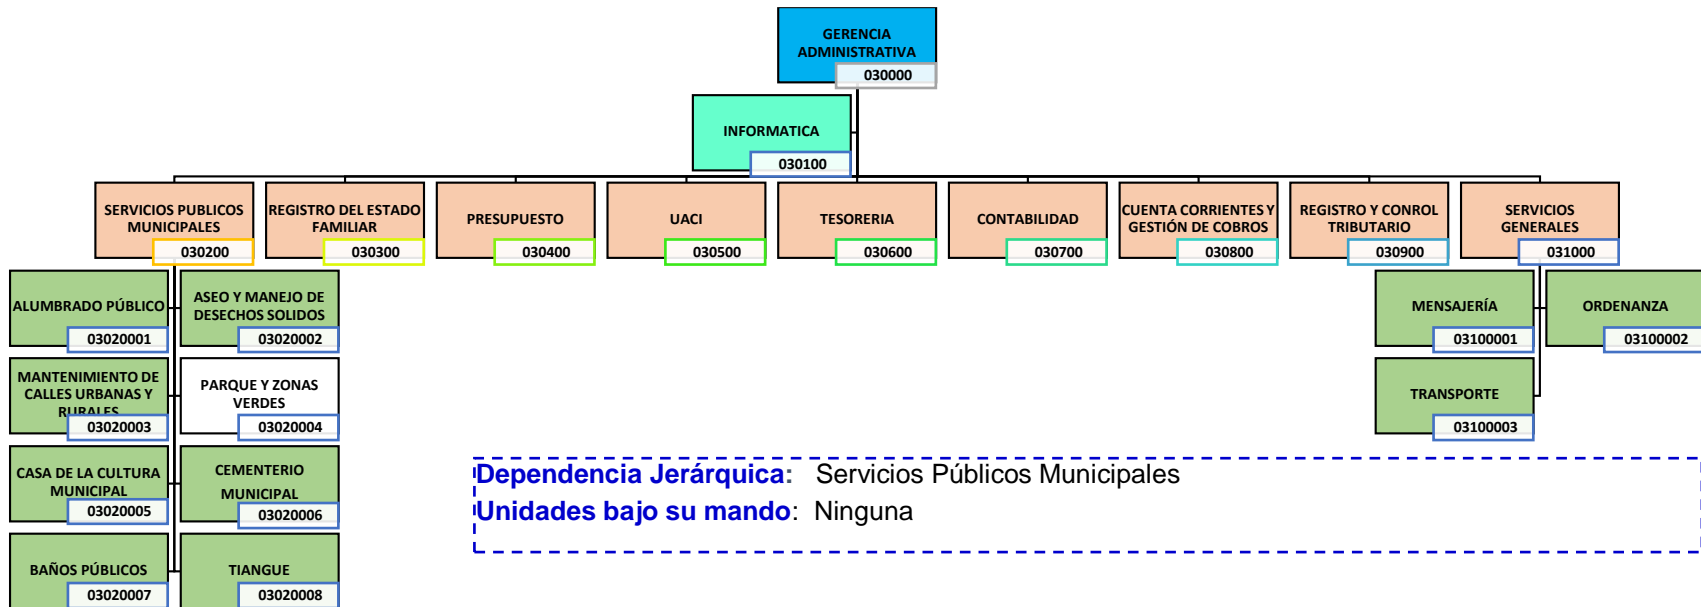 GERENCIA
ADMINISTRATIVA
030000
INFORMATICA
030100
SERVICIOS PUBLICOS
MUNICIPALES
030200
REGISTRO DEL ESTADO
FAMILIAR
030300
PRESUPUESTO
030400
UACI
030500
TESORERIA
030600
CONTABILIDAD
030700
CUENTA CORRIENTES Y
GESTIÓN DE COBROS
030800
REGISTRO Y CONROL
TRIBUTARIO
030900
SERVICIOS
GENERALES
031000
ALUMBRADO PÚBLICO
03020001
ASEO Y MANEJO DE
DESECHOS SOLIDOS
03020002
MENSAJERÍA
03100001
ORDENANZA
03100002
MANTENIMIENTO DE
CALLES URBANAS Y
RURALES
03020003
PARQUE Y ZONAS
VERDES
03020004
TRANSPORTE
03100003
CASA DE LA CULTURA
MUNICIPAL
03020005
CEMENTERIO
MUNICIPAL
03020006
Dependencia Jerárquica: Servicios Públicos Municipales
Unidades bajo su mando: Ninguna
BAÑOS PÚBLICOS
03020007
TIANGUE
03020008